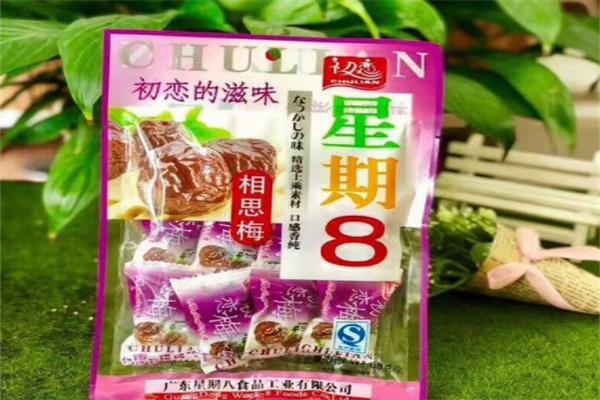 CHULIAN
初恋
CHULIAN
初恋的滋味
星期8
なつかしの味 精选上乘素材 口感香纯
相思梅
CHULIAN
CHULIAN
广东星期八食品工业有限公司